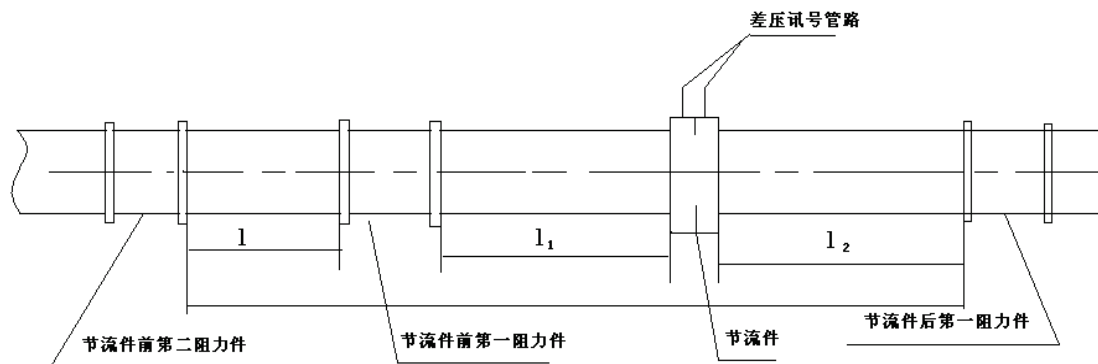 差压讯号管路
l
l₁
l₂
节流件前第二阻力件
节流件前第一阻力件
节流件
节流件后第一阻力件